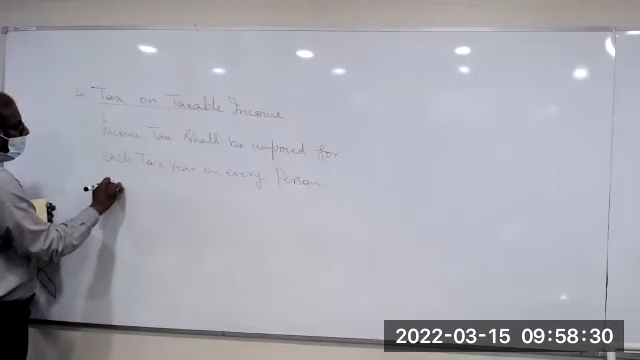 4. Tax on Taxable Income
Income Tax shall be imposed for
each Tax year on every Person
2022-03-15 09:58:30